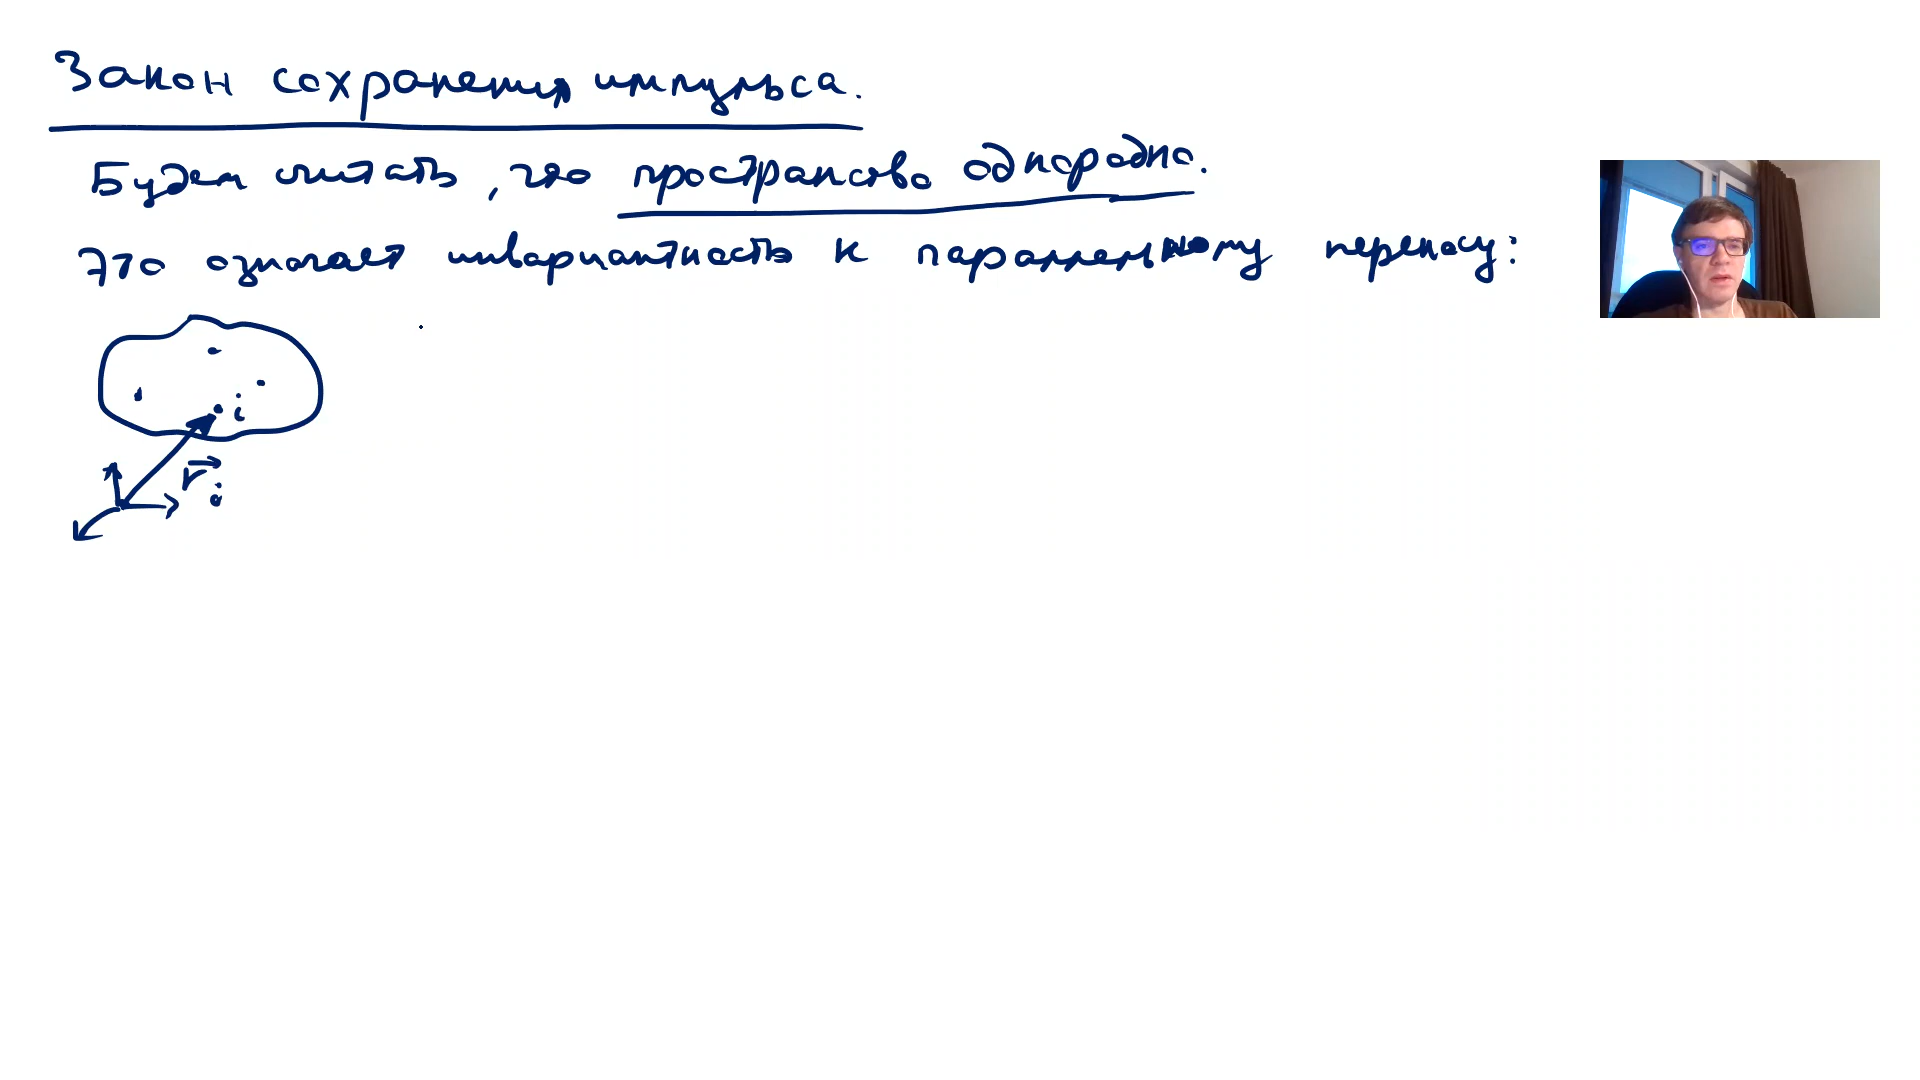 Закон сохранения импульса.
Будем считать, что пространство однородно.
Это означает инвариантность к параллельному переносу:
i
r⃗i